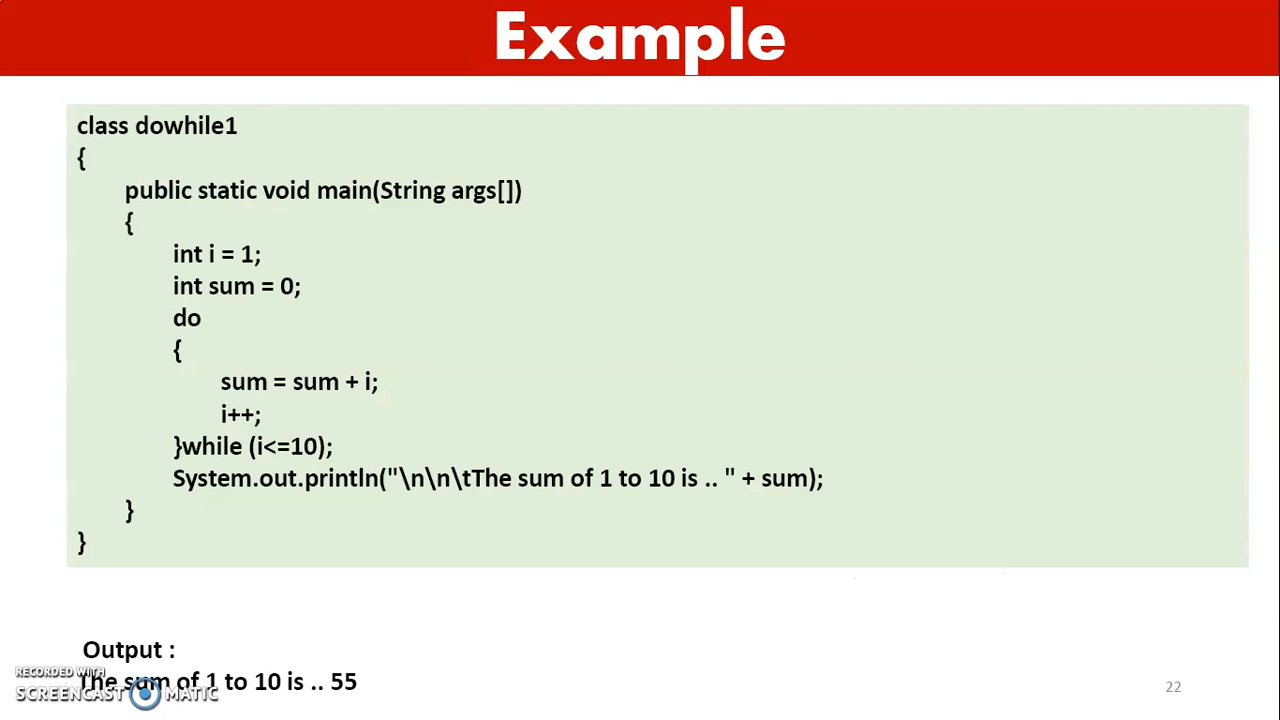 Example
class dowhile1
{
public static void main(String args[])
{
int i = 1;
int sum = 0;
do
{
sum = sum + i;
i++;
}while (i<=10);
System.out.println("\n\n\tThe sum of 1 to 10 is .. " + sum);
}
}
Output :
RECORDED WITH
The sum of 1 to 10 is .. 55
SCREENCAST MATIC
22